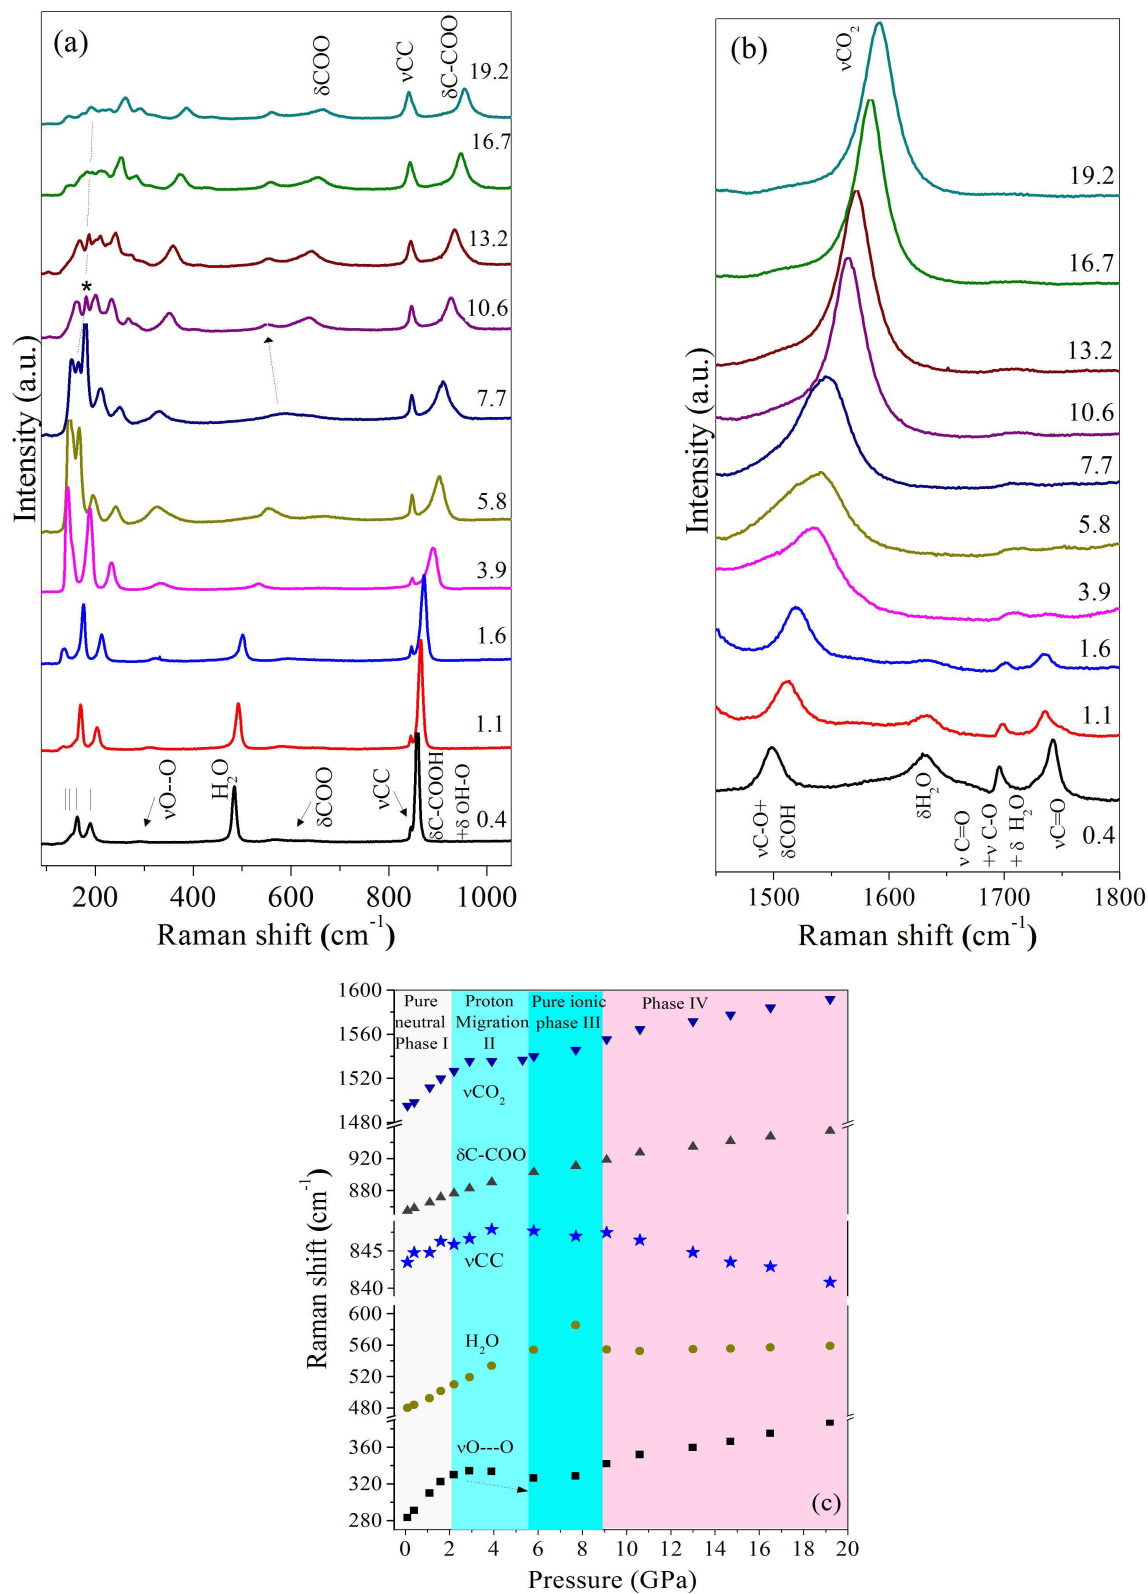 (a)
δCOO
νCC
δC-COO
19.2
16.7
13.2
*
10.6
7.7
5.8
3.9
1.6
1.1
νO--O
H₂O
δCOO
νCC
δC-COOH
+δ OH-O
0.4
200 400 600 800 1000
Raman shift (cm⁻¹)
Intensity (a.u.)
(b)
νCO₂
19.2
16.7
13.2
10.6
7.7
5.8
3.9
1.6
1.1
νC-O+
δCOH
δH₂O
ν C=O
+ν C-O
+ δ H₂O
νC=O
0.4
1500 1600 1700 1800
Raman shift (cm⁻¹)
Intensity (a.u.)
Pure
neutral
Phase I
Proton
Migration
II
Pure ionic
phase III
Phase IV
1600
1560
1520
1480
νCO₂
920
880
δC-COO
845
840
νCC
600
560
520
480
H₂O
360
320
280
νO---O
(c)
0 2 4 6 8 10 12 14 16 18 20
Pressure (GPa)
Raman shift (cm⁻¹)